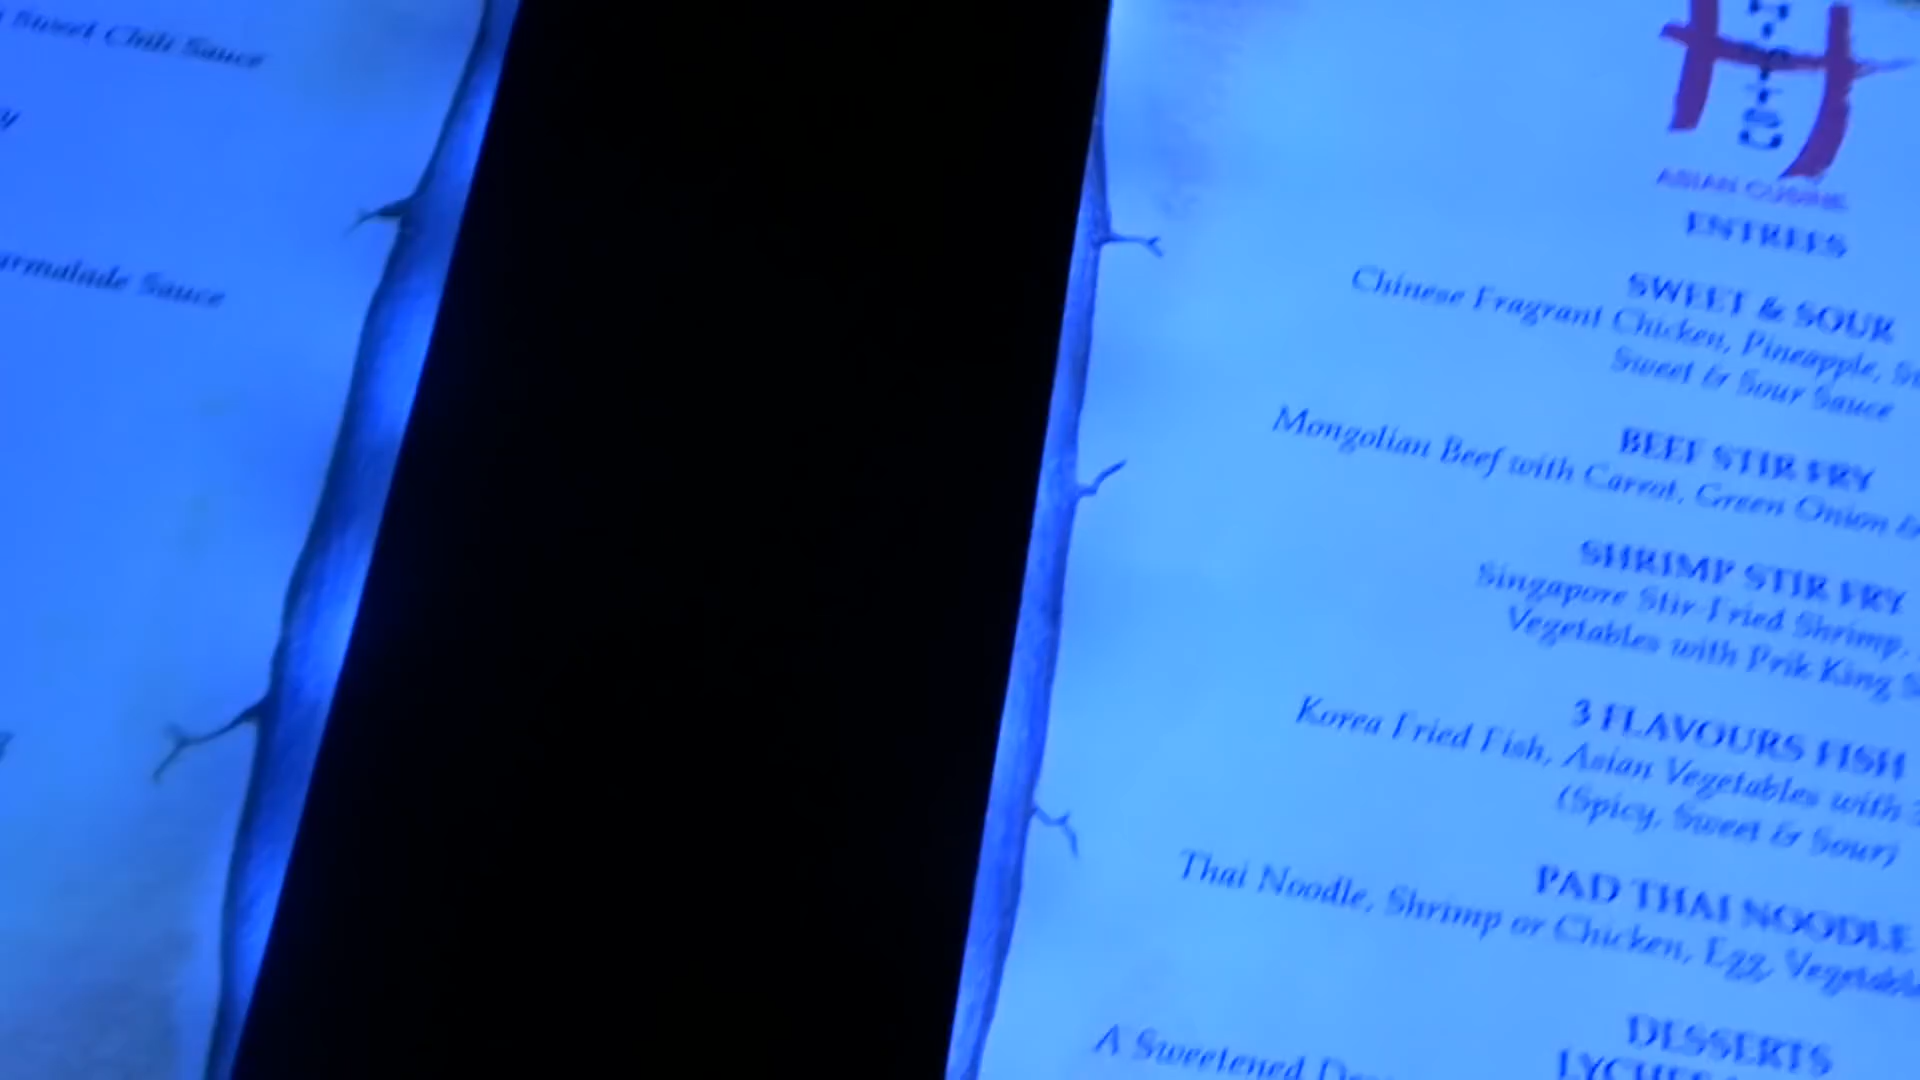 Sweet Chili Sauce
Sauce
ASIAN CUISINE
ENTREES
SWEET & SOUR
Chinese Fragrant Chicken, Pineapple,
Sweet & Sour Sauce
BEEF STIR FRY
Mongolian Beef with Carrot, Green Onion &
SHRIMP STIR FRY
Singapore Stir-Fried Shrimp,
Vegetables with Prik King
3 FLAVOURS FISH
Korea Fried Fish, Asian Vegetables with 3
(Spicy, Sweet & Sour)
PAD THAI NOODLE
Thai Noodle, Shrimp or Chicken, Egg,
DESSERTS
A Sweetened